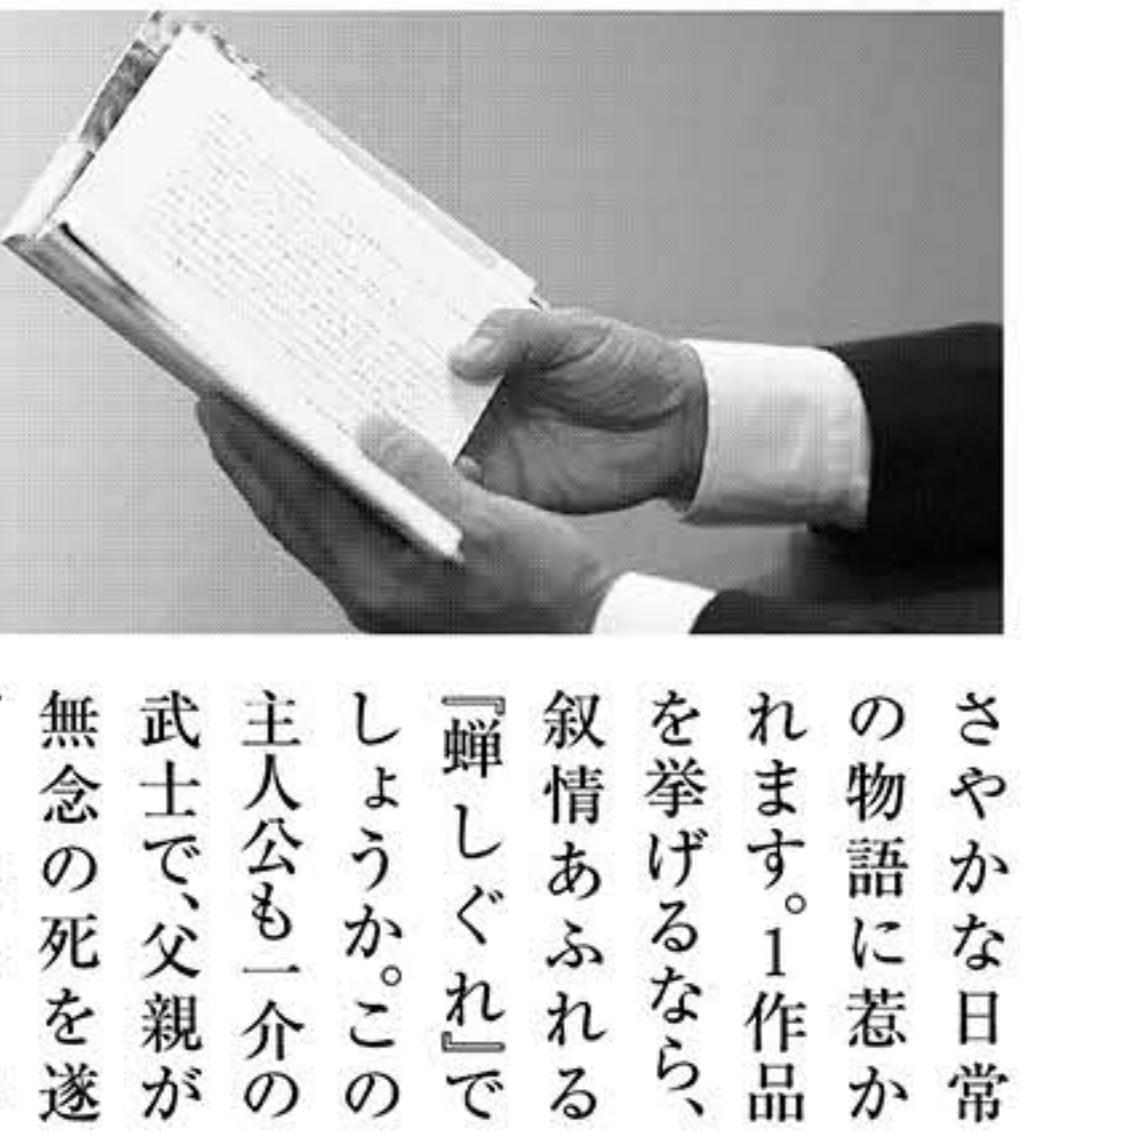 さやかな日常
の物語に惹か
れます。1作品
を挙げるなら、
叙情あふれる
『蝉しぐれ』で
しょうか。この
主人公も一介の
武士で、父親が
無念の死を遂